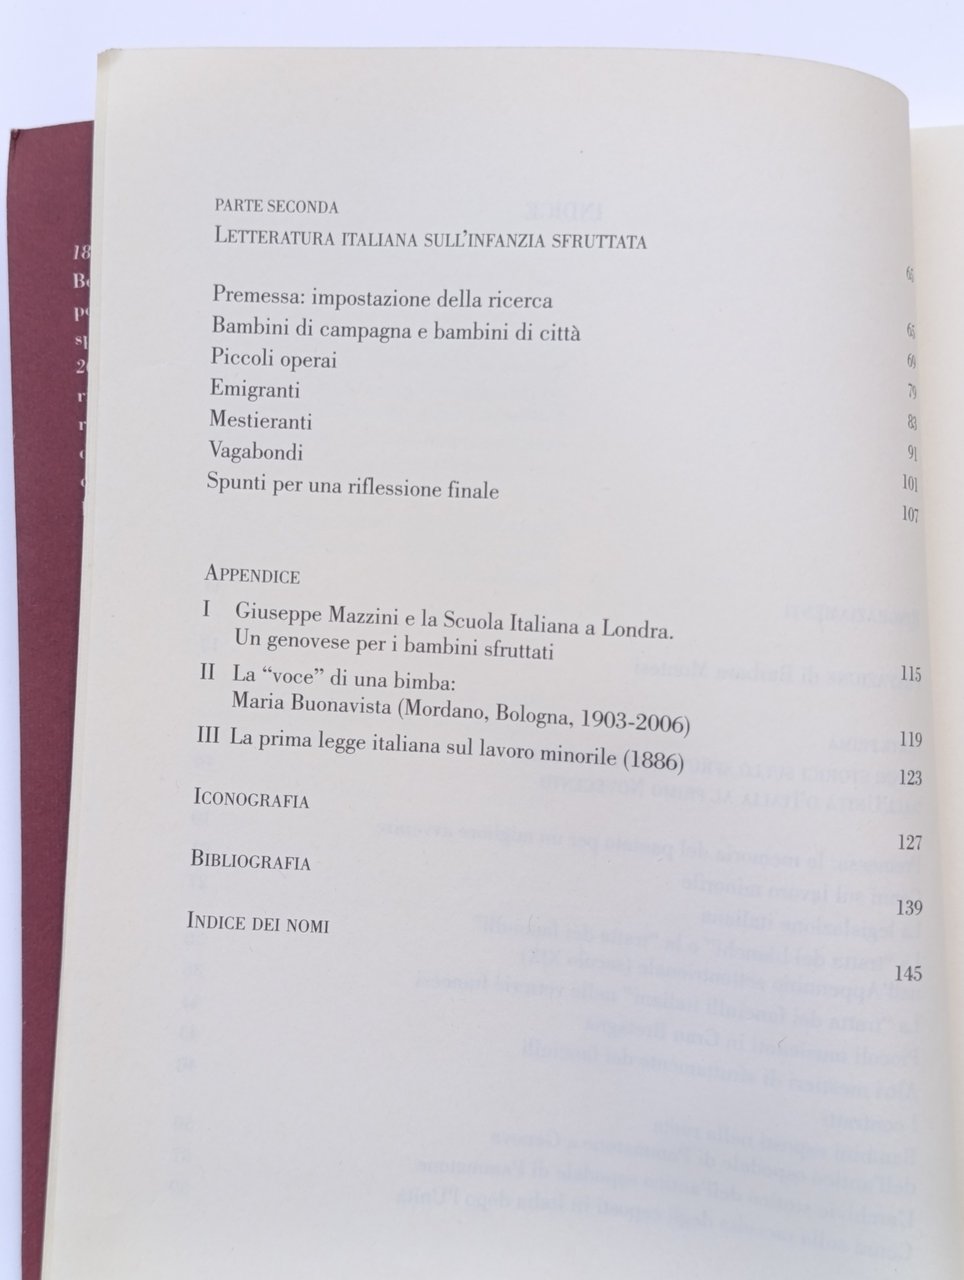 PARTE SECONDA
LETTERATURA ITALIANA SULL'INFANZIA SFRUTTATA 65
Premessa: impostazione della ricerca 65
Bambini di campagna e bambini di città 69
Piccoli operai 79
Emigranti 83
Mestieranti 91
Vagabondi 101
Spunti per una riflessione finale 107
APPENDICE
I Giuseppe Mazzini e la Scuola Italiana a Londra.
Un genovese per i bambini sfruttati 115
II La “voce” di una bimba:
Maria Buonavista (Mordano, Bologna, 1903-2006) 119
III La prima legge italiana sul lavoro minorile (1886) 123
ICONOGRAFIA 127
BIBLIOGRAFIA 139
INDICE DEI NOMI 145